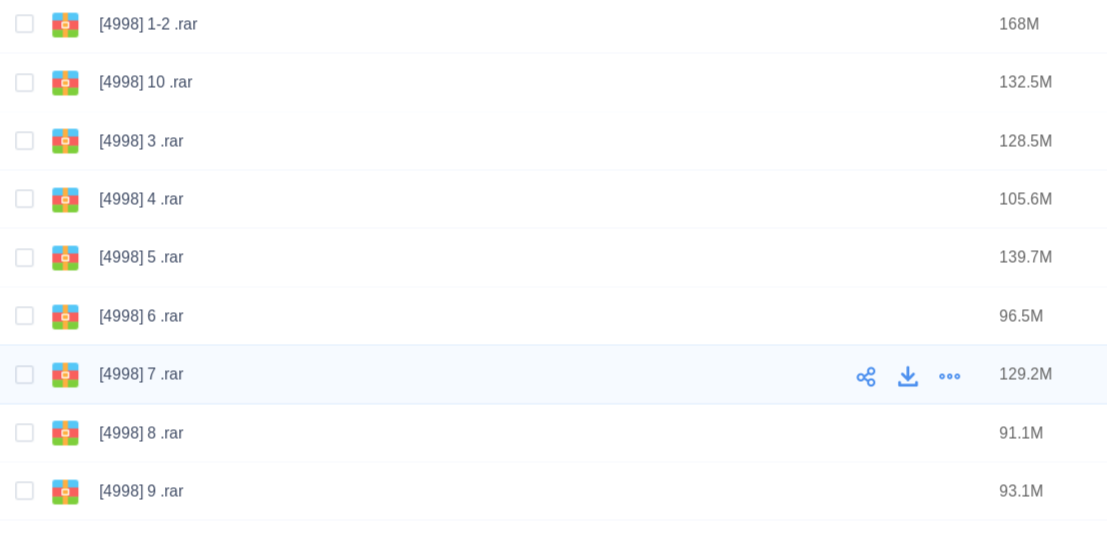 [4998] 1-2 .rar 168M
[4998] 10 .rar 132.5M
[4998] 3 .rar 128.5M
[4998] 4 .rar 105.6M
[4998] 5 .rar 139.7M
[4998] 6 .rar 96.5M
[4998] 7 .rar 129.2M
[4998] 8 .rar 91.1M
[4998] 9 .rar 93.1M